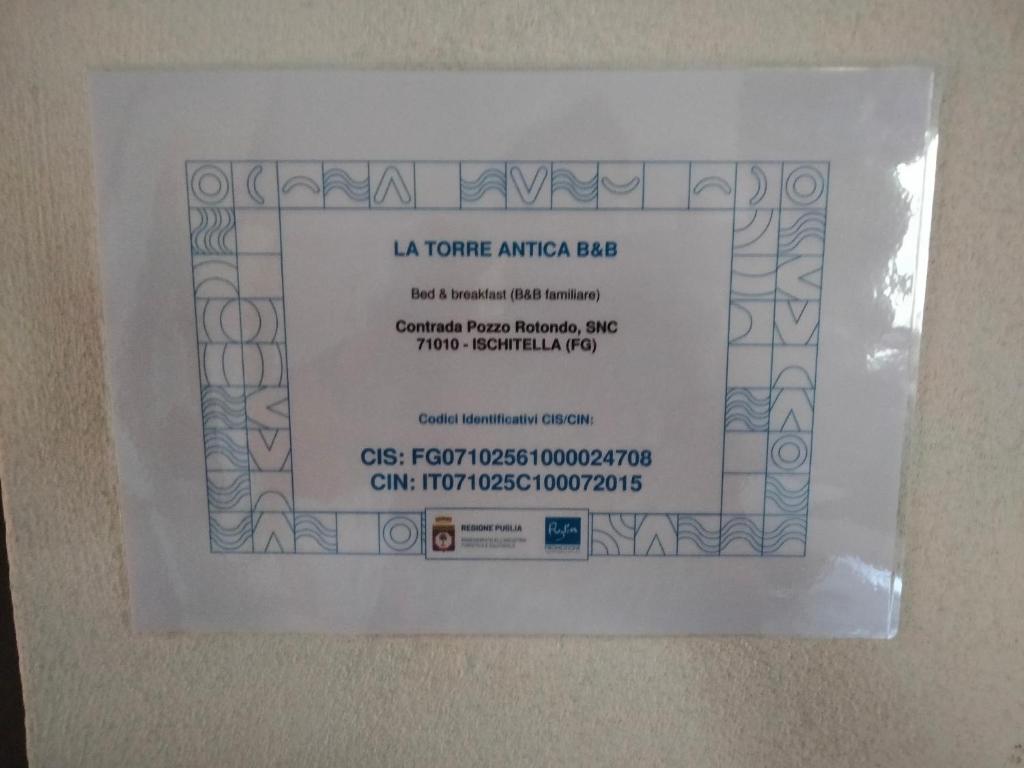 LA TORRE ANTICA B&B
Bed & breakfast (B&B familiare)
Contrada Pozzo Rotondo, SNC
71010 - ISCHITELLA (FG)
Codici Identificativi CIS/CIN:
CIS: FG07102561000024708
CIN: IT071025C100072015
REGIONE PUGLIA
Puglia